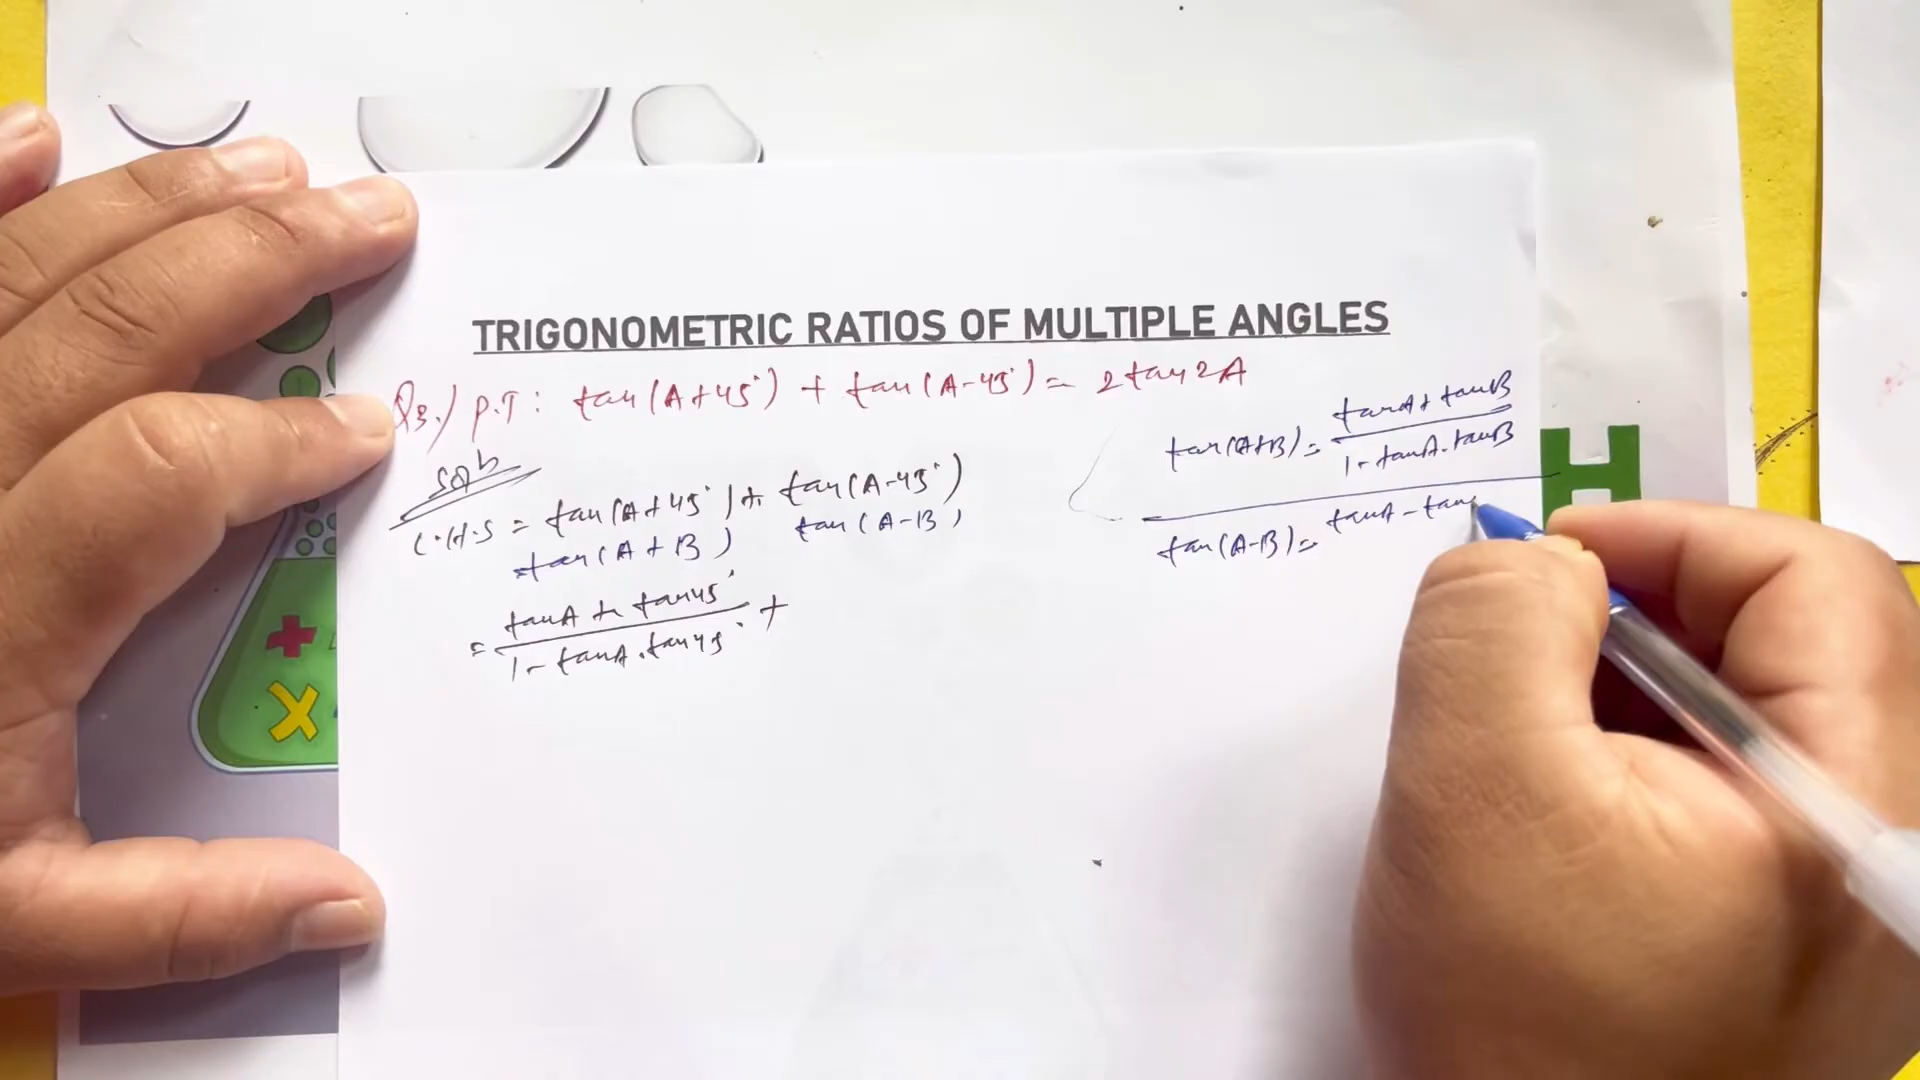 TRIGONOMETRIC RATIOS OF MULTIPLE ANGLES
Q3./ P.T: tan(A+45°) + tan(A-45°) = 2tan2A
Solⁿ
L.H.S = tan(A+45°) + tan(A-45°)
tan(A+B) tan(A-B)
= tanA + tan45° / 1 - tanA.tan45° +
tan(A+B) = tanA + tanB / 1 - tanA.tanB
tan(A-B) = tanA - tan
H